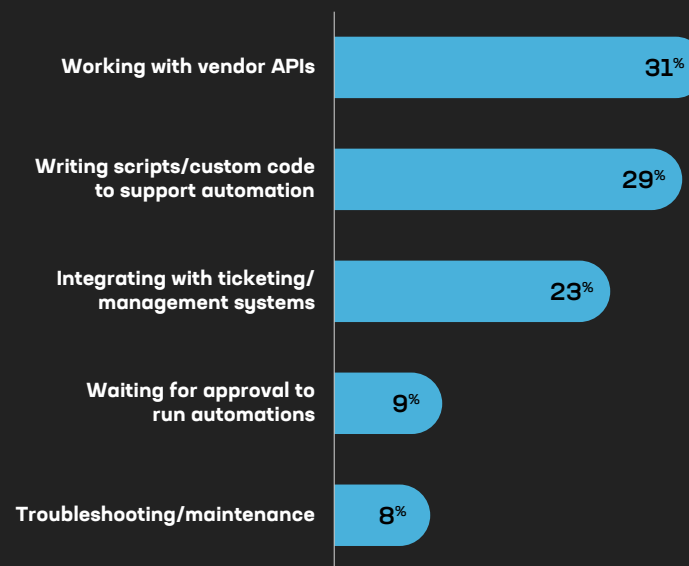 Working with vendor APIs
31%
Writing scripts/custom code
to support automation
29%
Integrating with ticketing/
management systems
23%
Waiting for approval to
run automations
9%
Troubleshooting/maintenance
8%